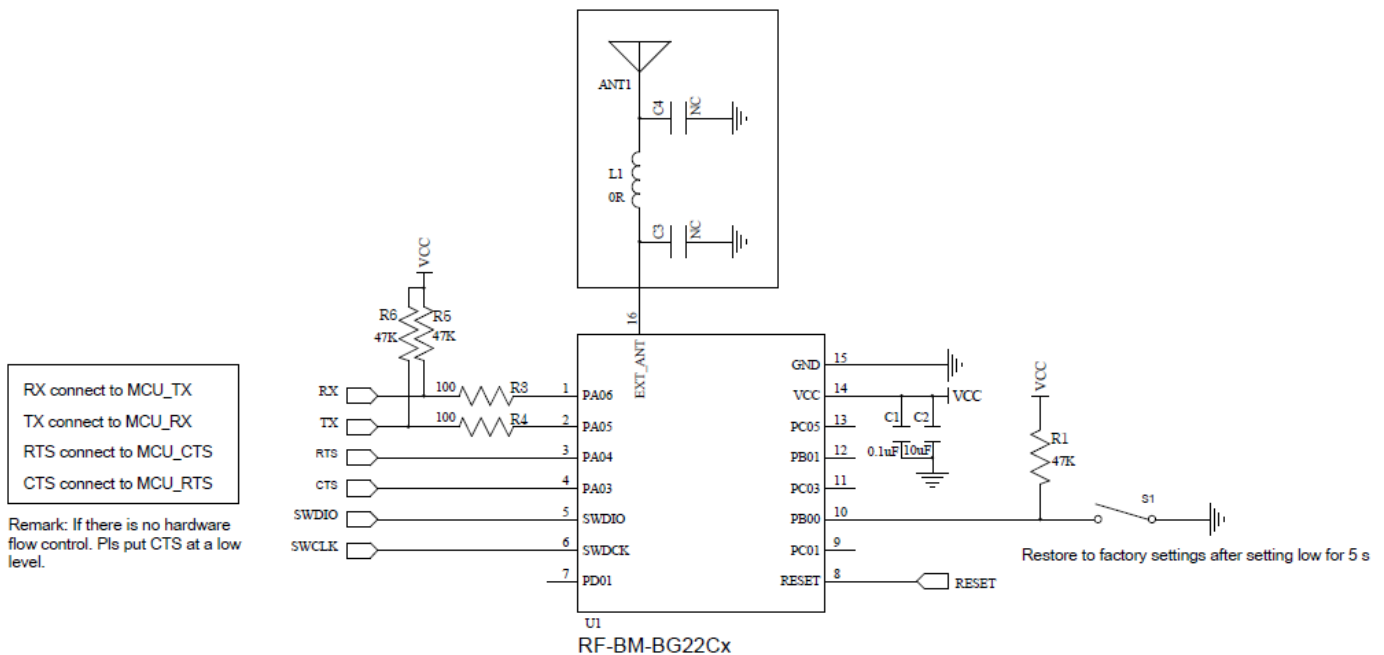 ANT1
C4
NC
L1
0R
C3
NC
16
EXT_ANT
VCC
R6
47K
R5
47K
RX connect to MCU_TX
TX connect to MCU_RX
RTS connect to MCU_CTS
CTS connect to MCU_RTS
Remark: If there is no hardware
flow control. Pls put CTS at a low
level.
RX
100
R3
1
PA06
TX
100
R4
2
PA05
RTS
3
PA04
CTS
4
PA03
SWDIO
5
SWDIO
SWCLK
6
SWDCK
7
PD01
GND
15
VCC
14
VCC
PC05
13
C1
C2
0.1uF
10uF
PB01
12
PC03
11
PB00
10
PC01
9
RESET
8
RESET
VCC
R1
47K
S1
Restore to factory settings after setting low for 5 s
U1
RF-BM-BG22Cx